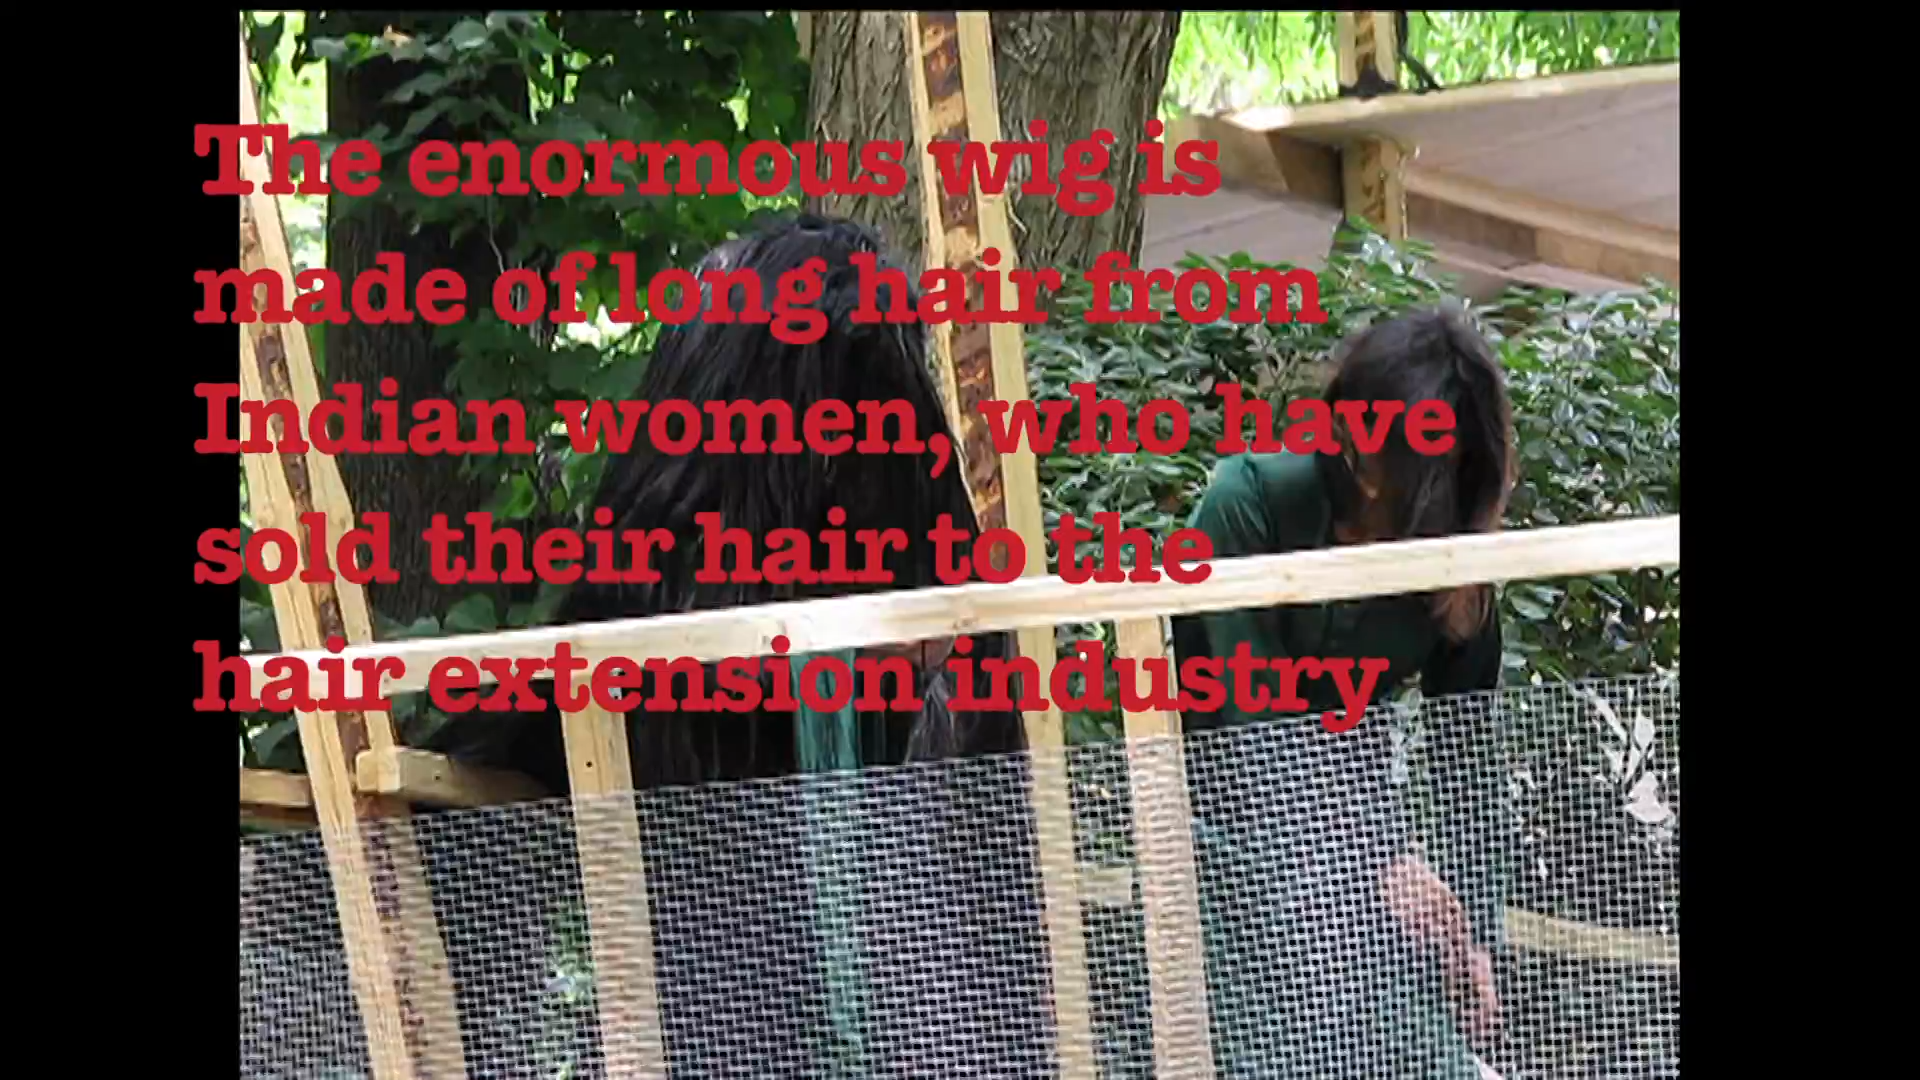 The enormous wig is
made of long hair from
Indian women, who have
sold their hair to the
hair extension industry